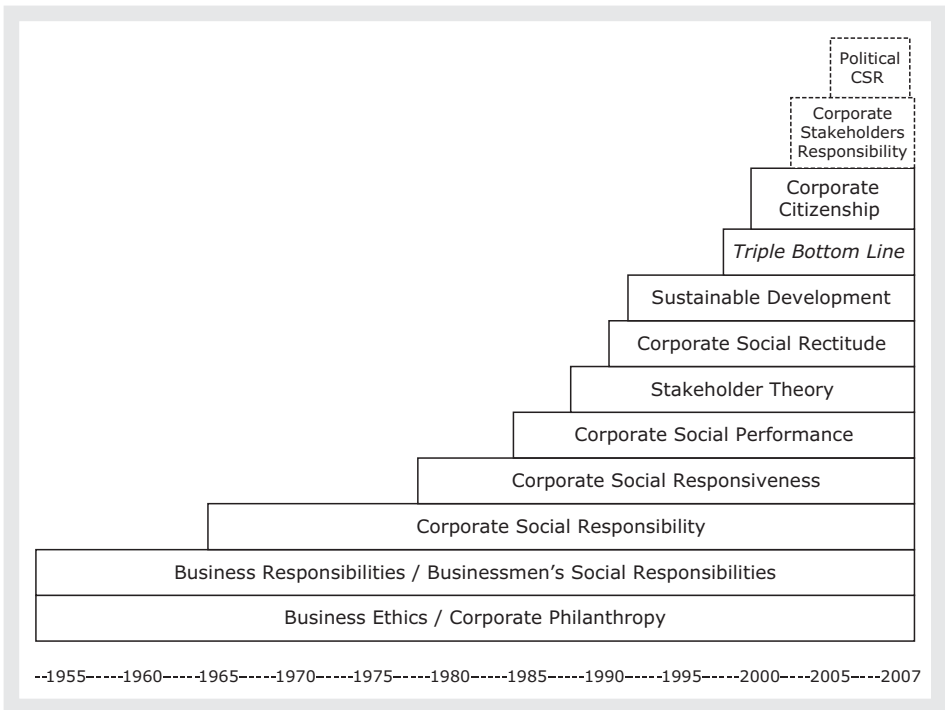 Political
CSR
Corporate
Stakeholders
Responsibility
Corporate
Citizenship
Triple Bottom Line
Sustainable Development
Corporate Social Rectitude
Stakeholder Theory
Corporate Social Performance
Corporate Social Responsiveness
Corporate Social Responsibility
Business Responsibilities / Businessmen’s Social Responsibilities
Business Ethics / Corporate Philanthropy
--1955-----1960----1965----1970----1975----1980----1985----1990----1995----2000----2005----2007